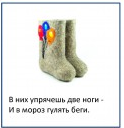 В них упрячешь две ноги -
И в мороз гулять беги.